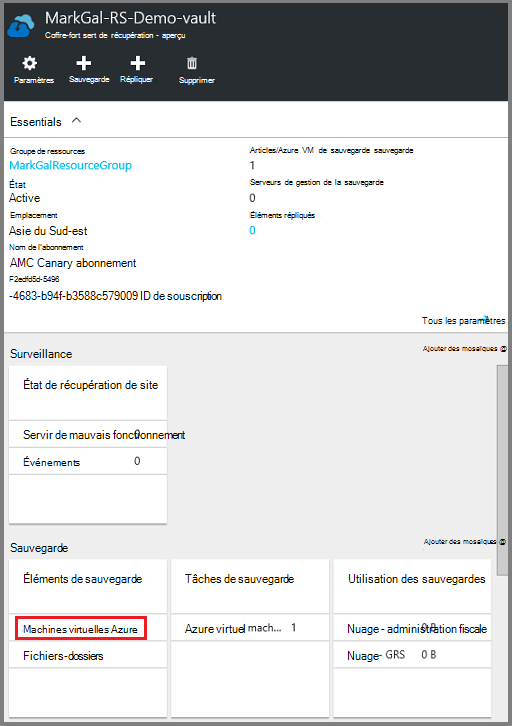 MarkGal-RS-Demo-vault
Coffre-fort sert de récupération - aperçu
Paramètres Sauvegarde Répliquer Supprimer
Essentials
Groupe de ressources
MarkGalResourceGroup
État
Active
Emplacement
Asie du Sud-est
Nom de l'abonnement
AMC Canary abonnement
F2edfd5d-5496
-4683-b94f-b3588c579009 ID de souscription
Articles/Azure VM de sauvegarde sauvegarde
1
Serveurs de gestion de la sauvegarde
0
Éléments répliqués
0
Tous les paramètres
Surveillance
Ajouter des mosaïques
État de récupération de site
Servir de mauvais fonctionnement 0
Événements 0
Sauvegarde
Ajouter des mosaïques
Éléments de sauvegarde
Machines virtuelles Azure
Fichiers-dossiers
Tâches de sauvegarde
Azure virtuel mach... 1
Utilisation des sauvegardes
Nuage - administration fiscale 0 B
Nuage - GRS 0 B